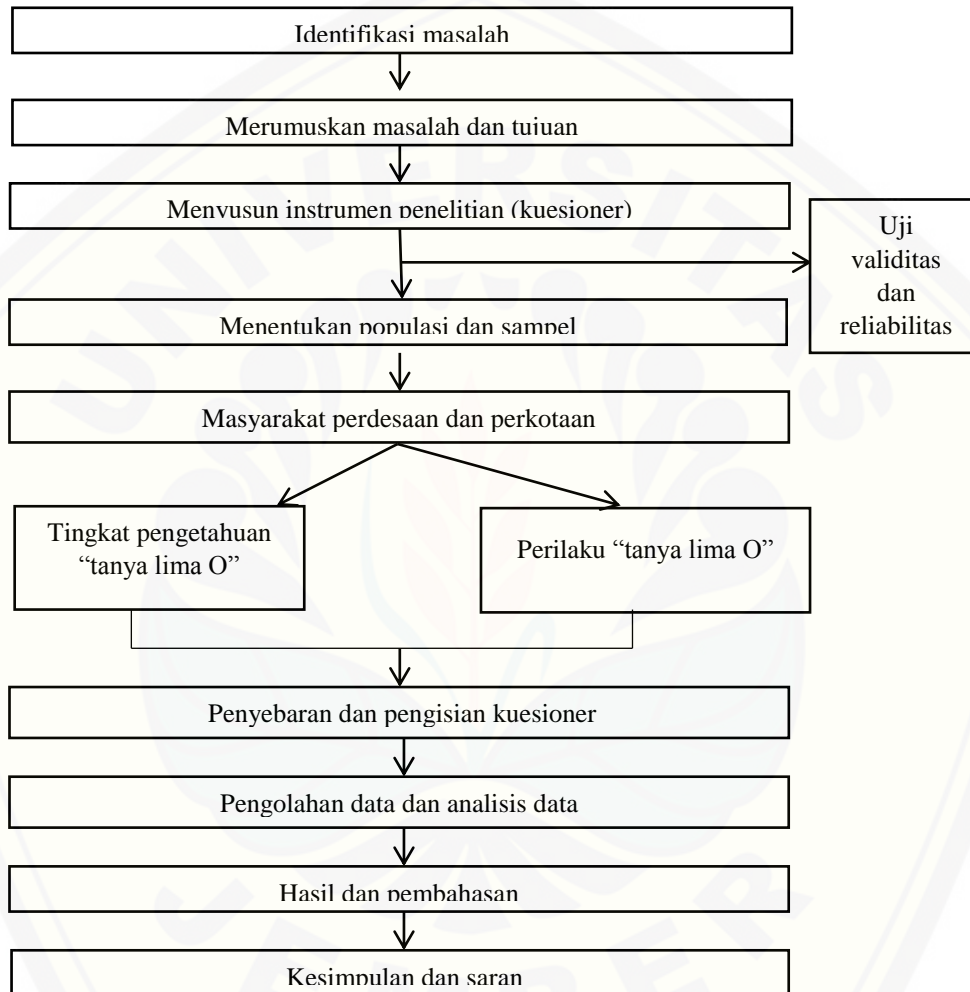 Identifikasi masalah
Merumuskan masalah dan tujuan
Menyusun instrumen penelitian (kuesioner)
Uji
validitas
dan
reliabilitas
Menentukan populasi dan sampel
Masyarakat perdesaan dan perkotaan
Tingkat pengetahuan
“tanya lima O”
Perilaku “tanya lima O”
Penyebaran dan pengisian kuesioner
Pengolahan data dan analisis data
Hasil dan pembahasan
Kesimpulan dan saran
UNIVERSITAS
JEMBER